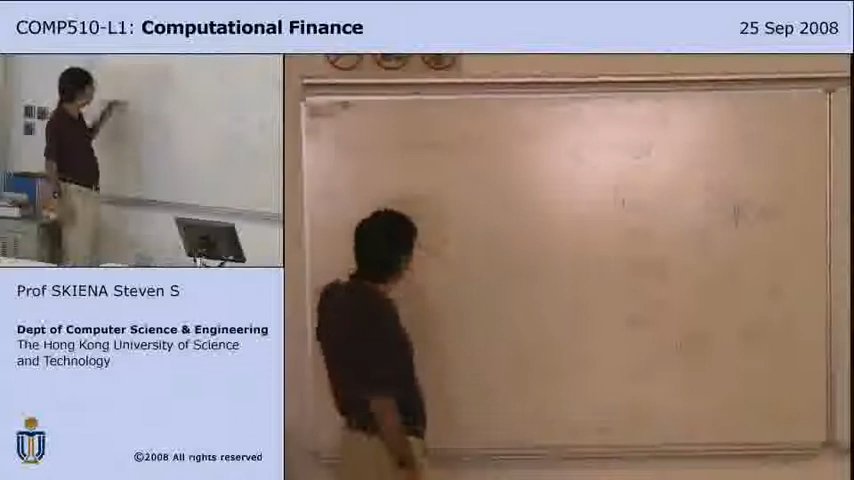 COMP510-L1: Computational Finance
25 Sep 2008
Prof SKIENA Steven S
Dept of Computer Science & Engineering
The Hong Kong University of Science
and Technology
©2008 All rights reserved